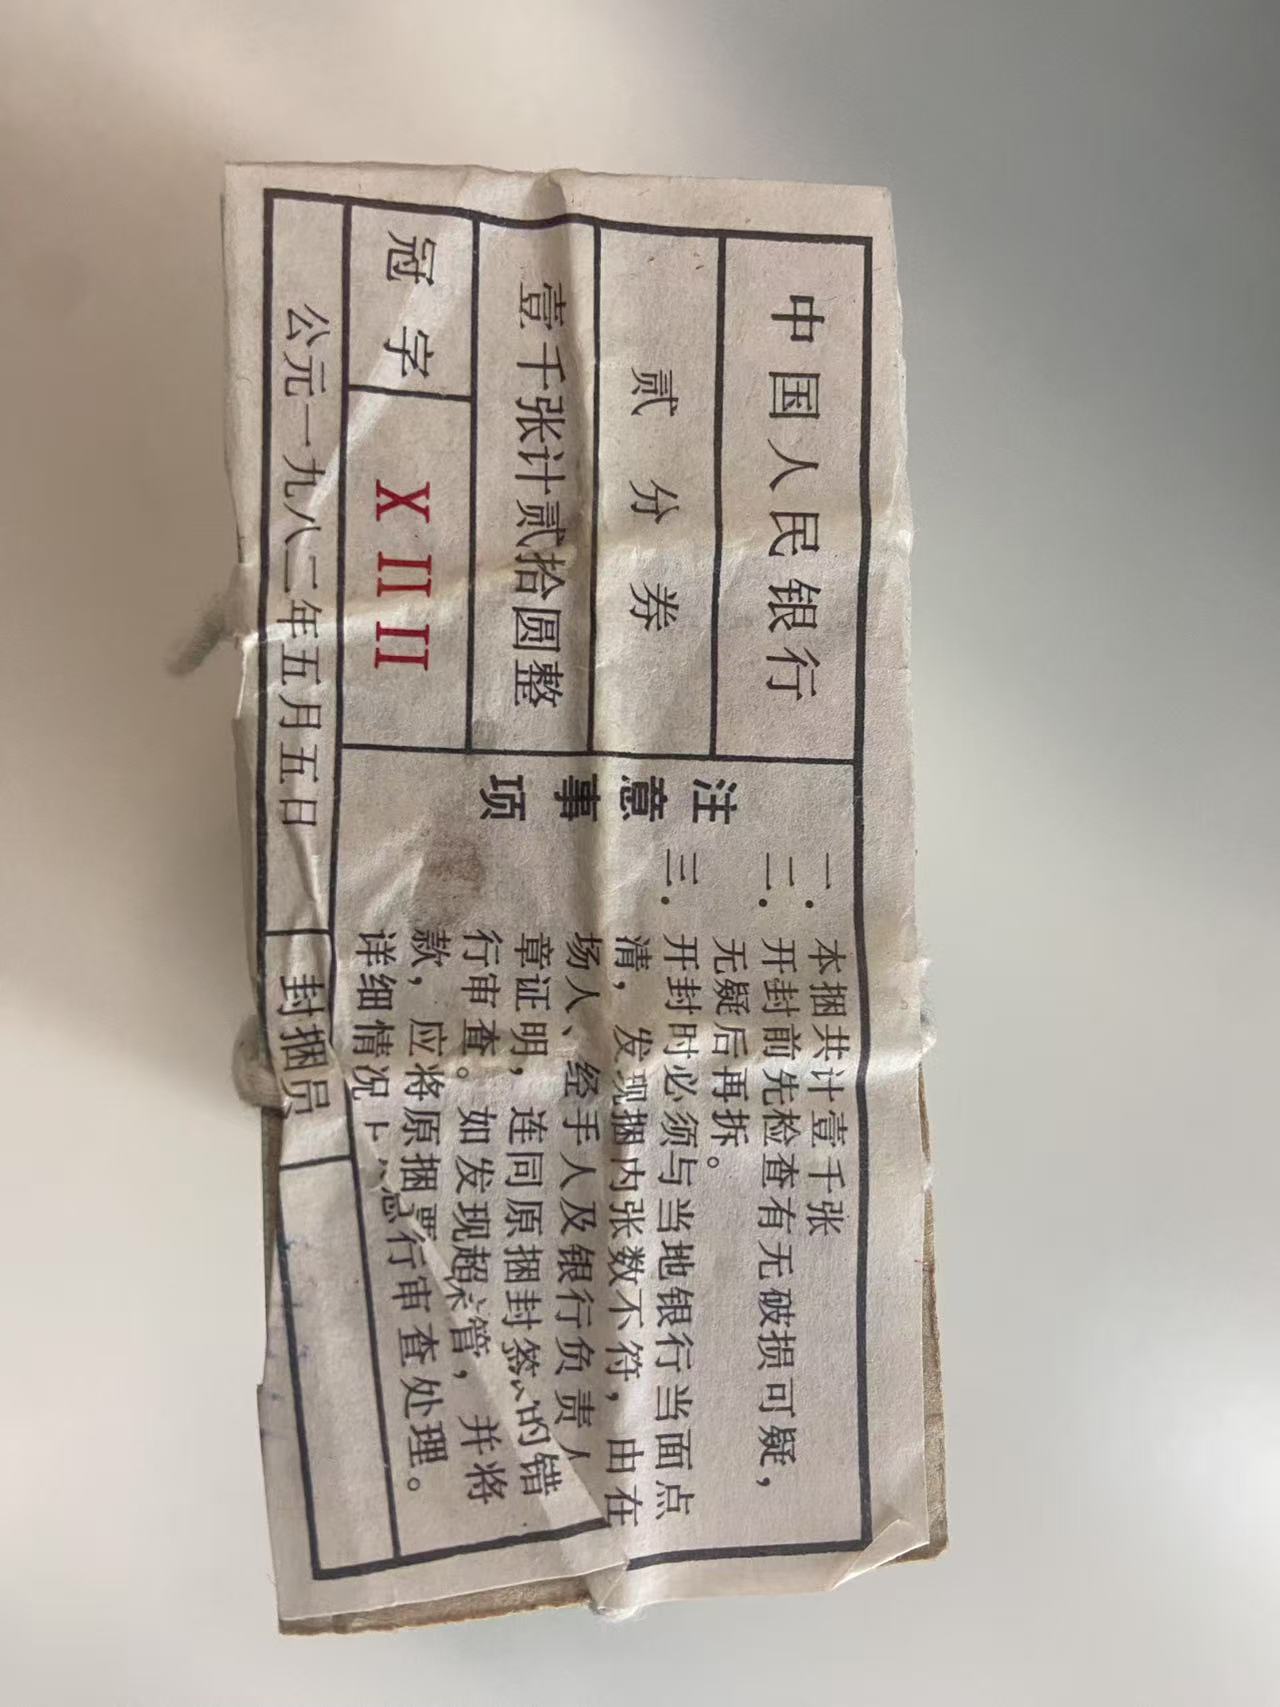 中国人民银行
贰分券
壹千张计贰拾圆整
冠字 X II II
注意事项
一. 本捆共计壹千张
二. 开封前先检查有无破损可疑，
无疑后再拆。
三. 开封时必须与当地银行当面点
清，发现捆内张数不符，由在
场人、经手人及银行负责人
章证明，连同原捆封签的错
行审查。如发现超 管，并将
款，应将原捆票 行审查处理。
详细情况
公元一九八二年五月五日 封捆员